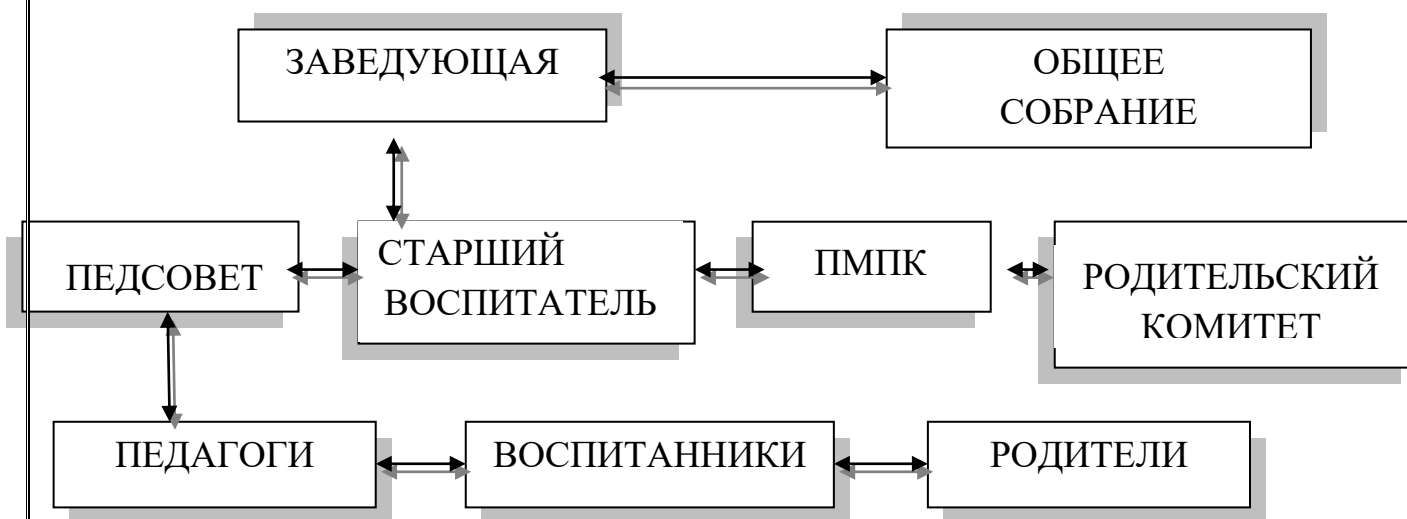 ЗАВЕДУЮЩАЯ
ОБЩЕЕ
СОБРАНИЕ
ПЕДСОВЕТ
СТАРШИЙ
ВОСПИТАТЕЛЬ
ПМПК
РОДИТЕЛЬСКИЙ
КОМИТЕТ
ПЕДАГОГИ
ВОСПИТАННИКИ
РОДИТЕЛИ